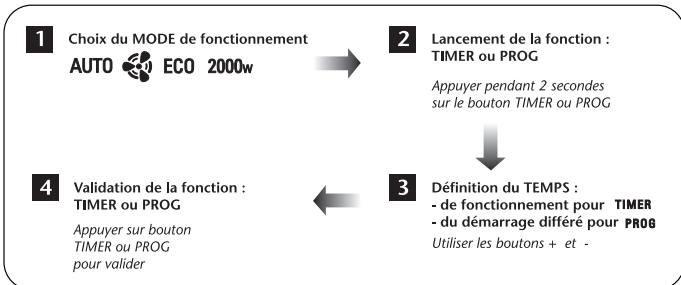 1 Choix du MODE de fonctionnement
AUTO ECO 2000w
2 Lancement de la fonction :
TIMER ou PROG
Appuyer pendant 2 secondes
sur le bouton TIMER ou PROG
3 Définition du TEMPS :
- de fonctionnement pour TIMER
- du démarrage différé pour PROG
Utiliser les boutons + et -
4 Validation de la fonction :
TIMER ou PROG
Appuyer sur bouton
TIMER ou PROG
pour valider